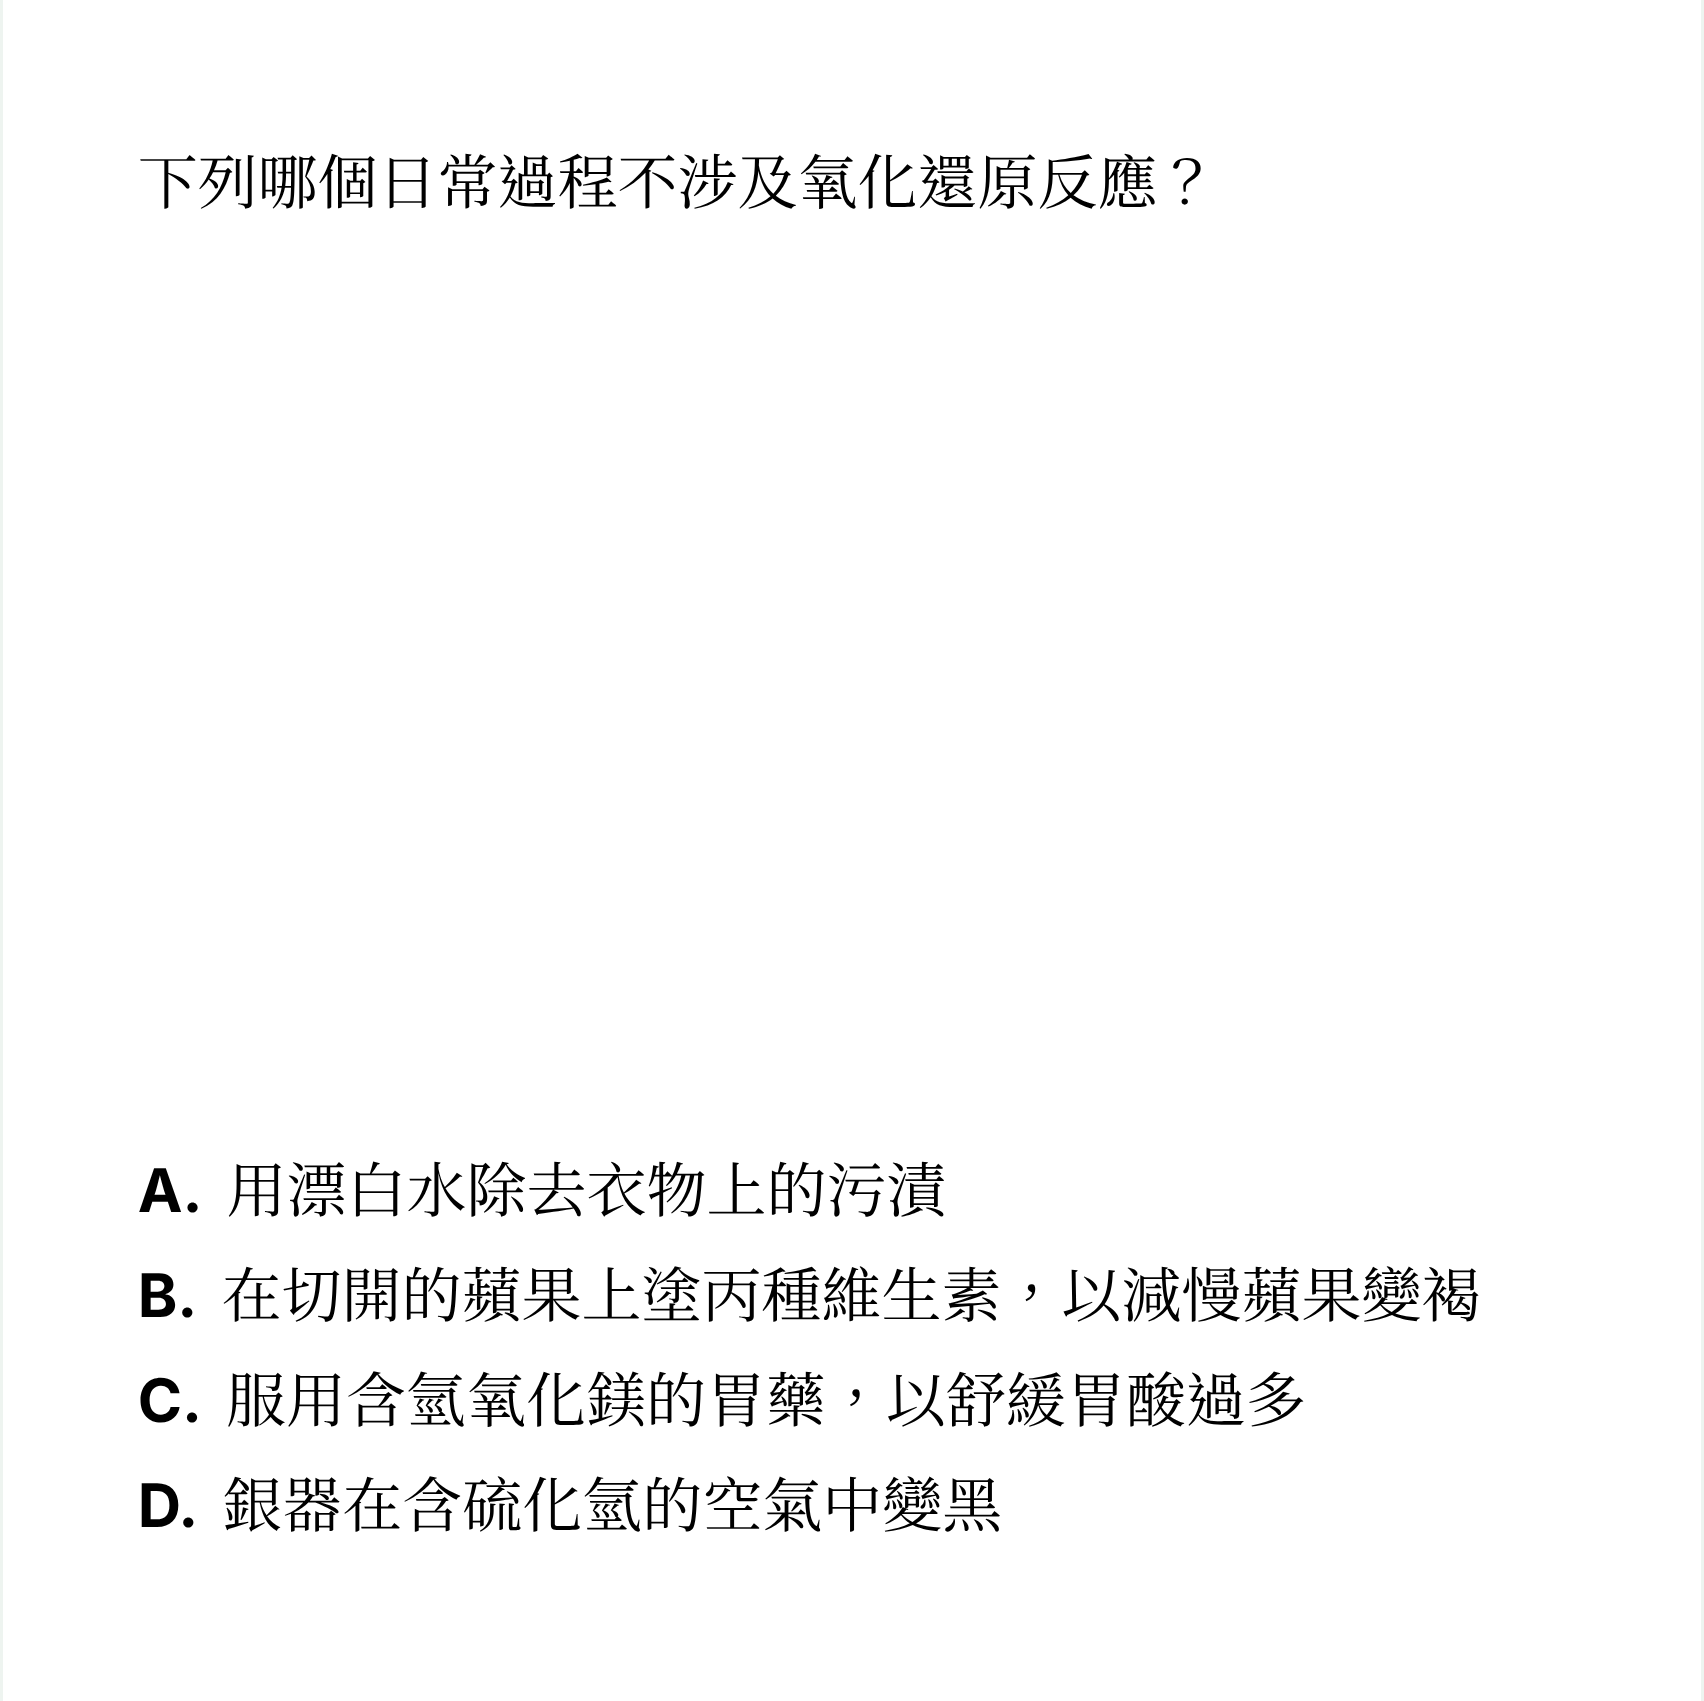 下列哪個日常過程不涉及氧化還原反應？
A. 用漂白水除去衣物上的污漬
B. 在切開的蘋果上塗丙種維生素，以減慢蘋果變褐
C. 服用含氫氧化鎂的胃藥，以舒緩胃酸過多
D. 銀器在含硫化氫的空氣中變黑